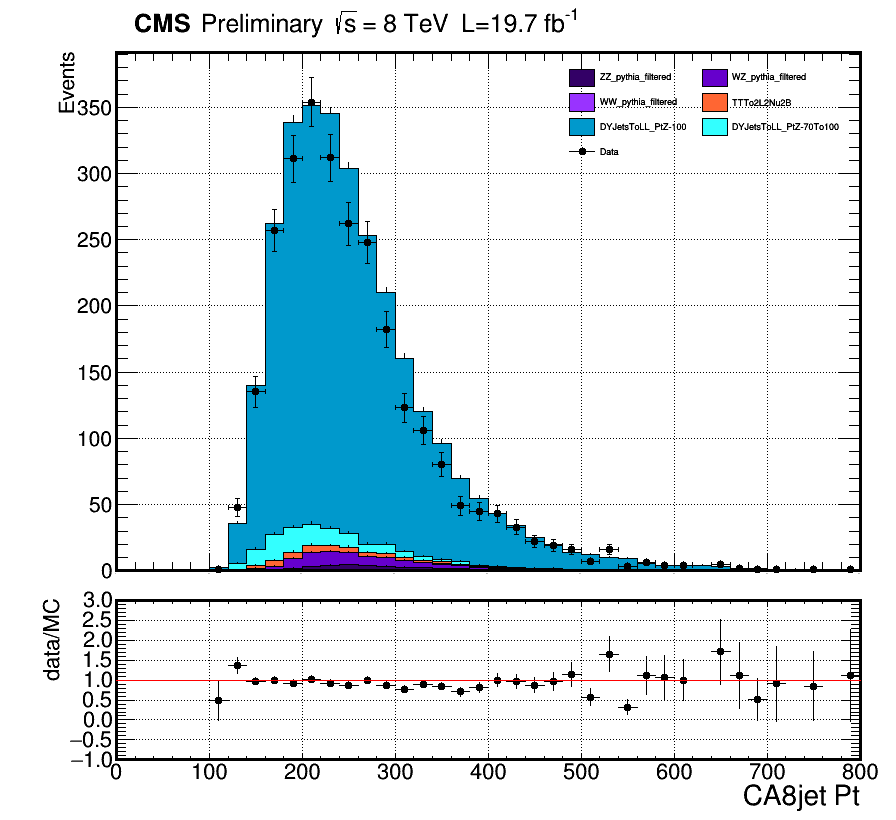 CMS Preliminary √s = 8 TeV L=19.7 fb⁻¹
Events
ZZ_pythia_filtered WZ_pythia_filtered
WW_pythia_filtered TTTo2L2Nu2B
DYJetsToLL_PtZ-100 DYJetsToLL_PtZ-70To100
Data
350
300
250
200
150
100
50
0
data/MC
3.0
2.5
2.0
1.5
1.0
0.5
0.0
−0.5
−1.0
0 100 200 300 400 500 600 700 800
CA8jet Pt